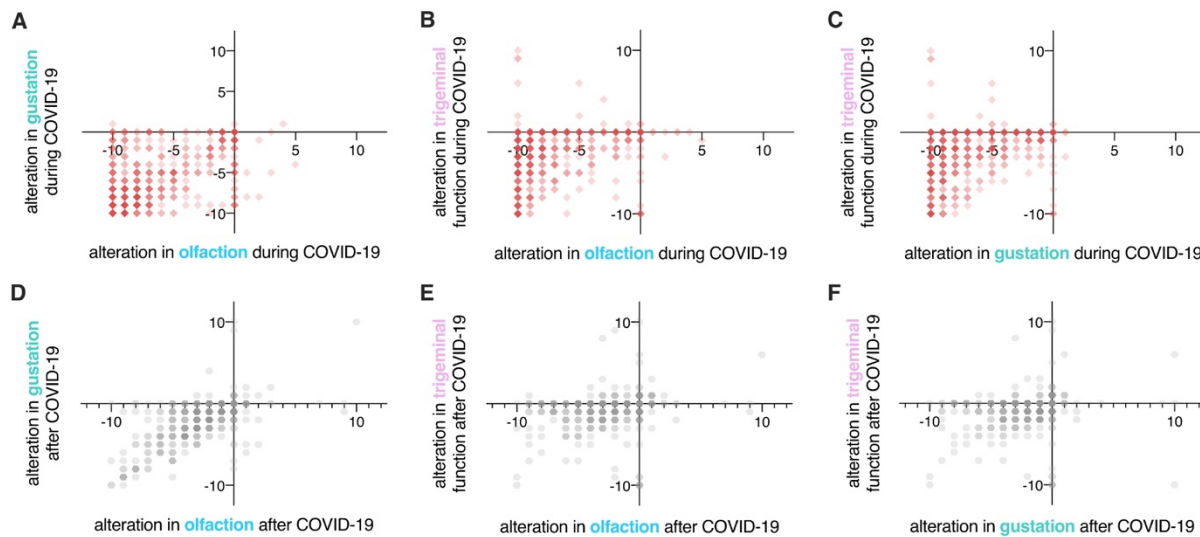 A
alteration in gustation
during COVID-19
10
5
-10
-5
5
10
-5
-10
alteration in olfaction during COVID-19
B
alteration in trigeminal
function during COVID-19
10
-10
-5
5
10
-10
alteration in olfaction during COVID-19
C
alteration in trigeminal
function during COVID-19
10
-10
-5
5
10
-10
alteration in gustation during COVID-19
D
alteration in gustation
after COVID-19
10
-10
10
-10
alteration in olfaction after COVID-19
E
alteration in trigeminal
function after COVID-19
10
-10
10
-10
alteration in olfaction after COVID-19
F
alteration in trigeminal
function after COVID-19
10
-10
10
-10
alteration in gustation after COVID-19